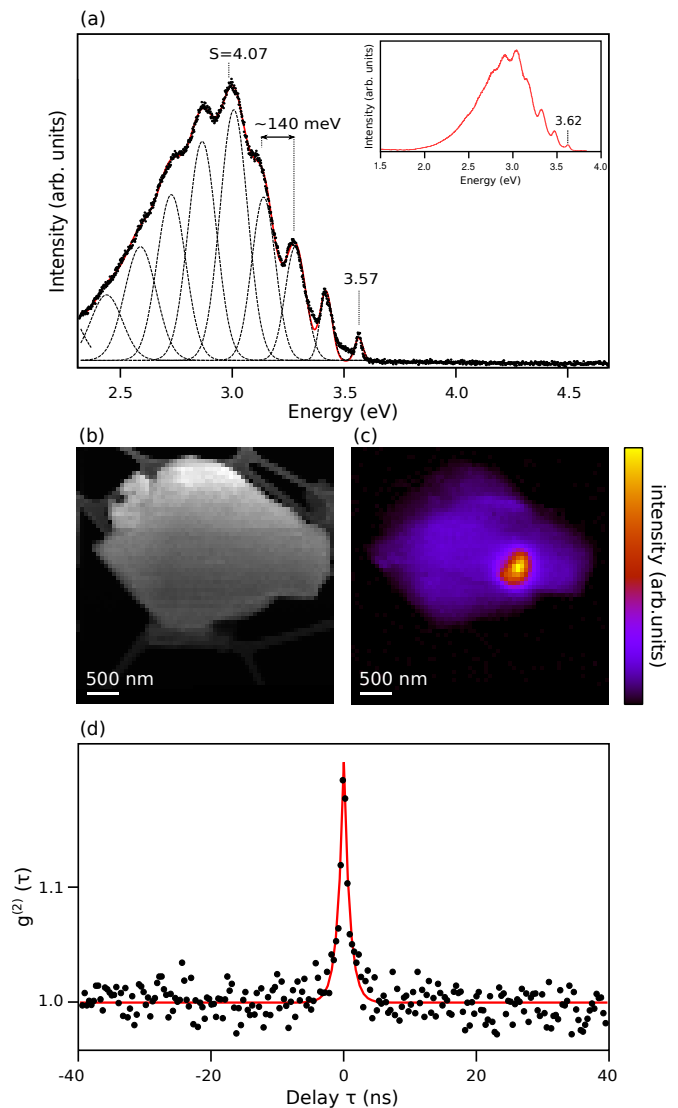 (a)
S=4.07
~140 meV
3.57
Intensity (arb. units)
2.5 3.0 3.5 4.0 4.5
Energy (eV)
Intensity (arb. units)
3.62
1.5 2.0 2.5 3.0 3.5 4.0
Energy (eV)
(b)
500 nm
(c)
500 nm
intensity (arb.units)
(d)
g(2) (τ)
1.1
1.0
-40 -20 0 20 40
Delay τ (ns)